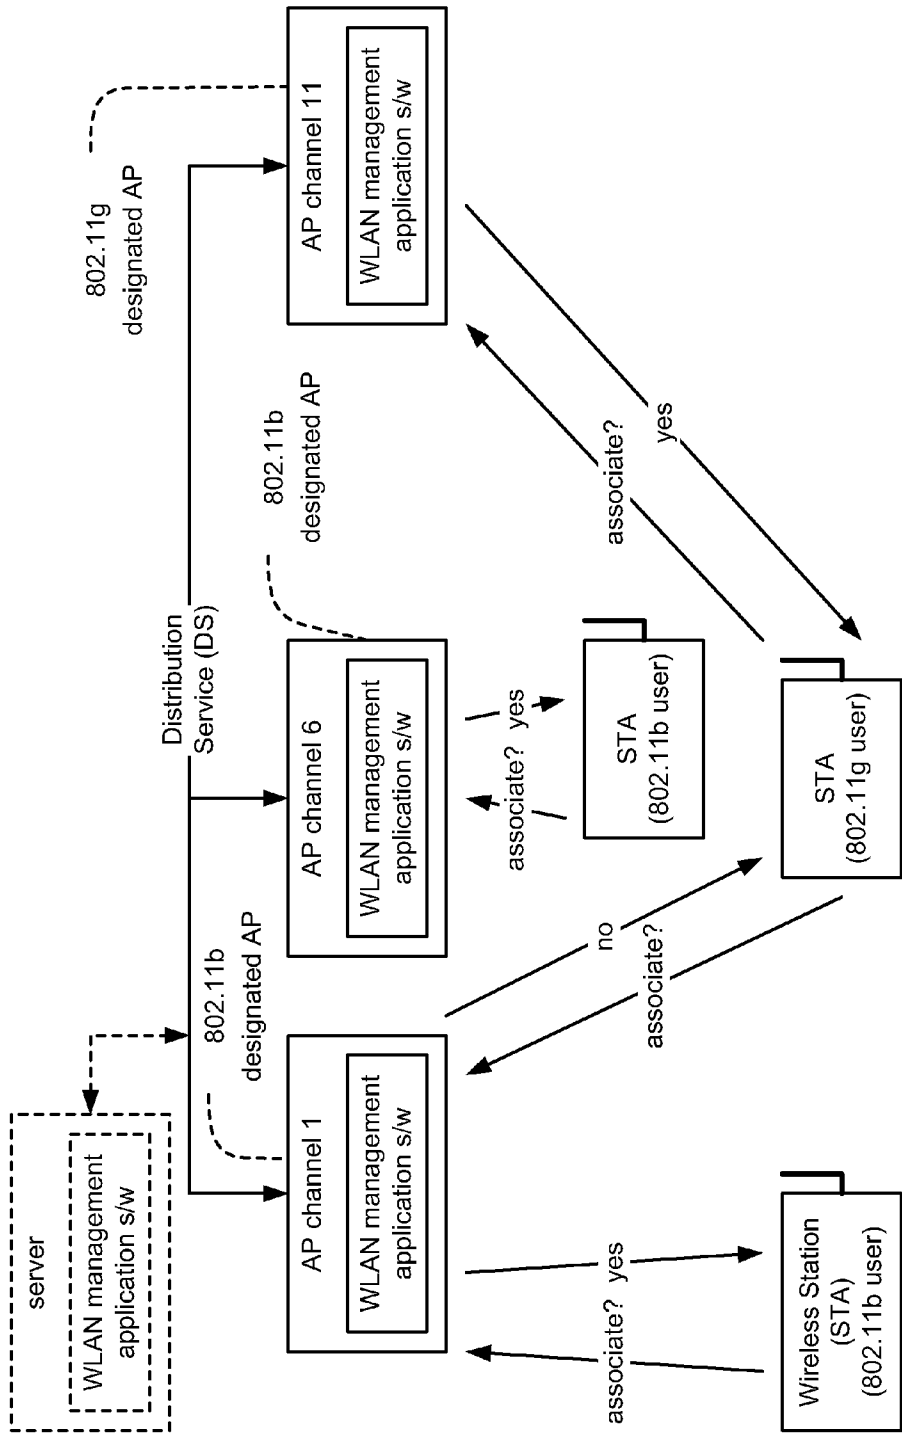 server
WLAN management
application s/w
Distribution
Service (DS)
802.11b
designated AP
802.11b
designated AP
802.11g
designated AP
AP channel 1
WLAN management
application s/w
AP channel 6
WLAN management
application s/w
AP channel 11
WLAN management
application s/w
associate?
yes
associate?
no
associate?
yes
associate?
yes
Wireless Station
(STA)
(802.11b user)
STA
(802.11b user)
STA
(802.11g user)